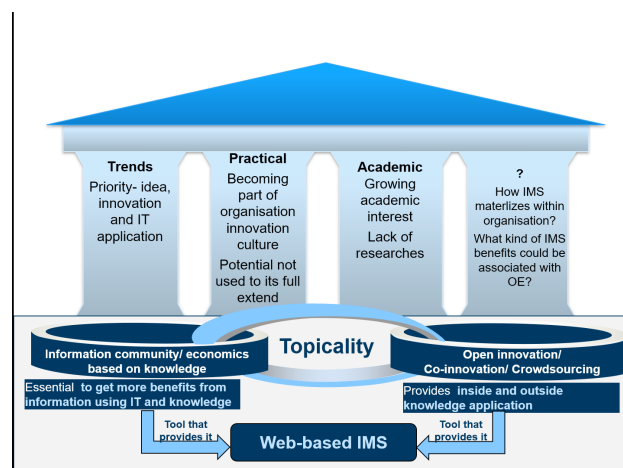 Trends
Priority- idea,
innovation
and IT
application
Practical
Becoming
part of
organisation
innovation
culture
Potential not
used to its full
extend
Academic
Growing
academic
interest
Lack of
researches
?
How IMS
materlizes within
organisation?
What kind of IMS
benefits could be
associated with
OE?
Topicality
Information community/ economics
based on knowledge
Essential to get more benefits from
information using IT and knowledge
Open innovation/
Co-innovation/ Crowdsourcing
Provides inside and outside
knowledge application
Tool that
provides it
Web-based IMS
Tool that
provides it